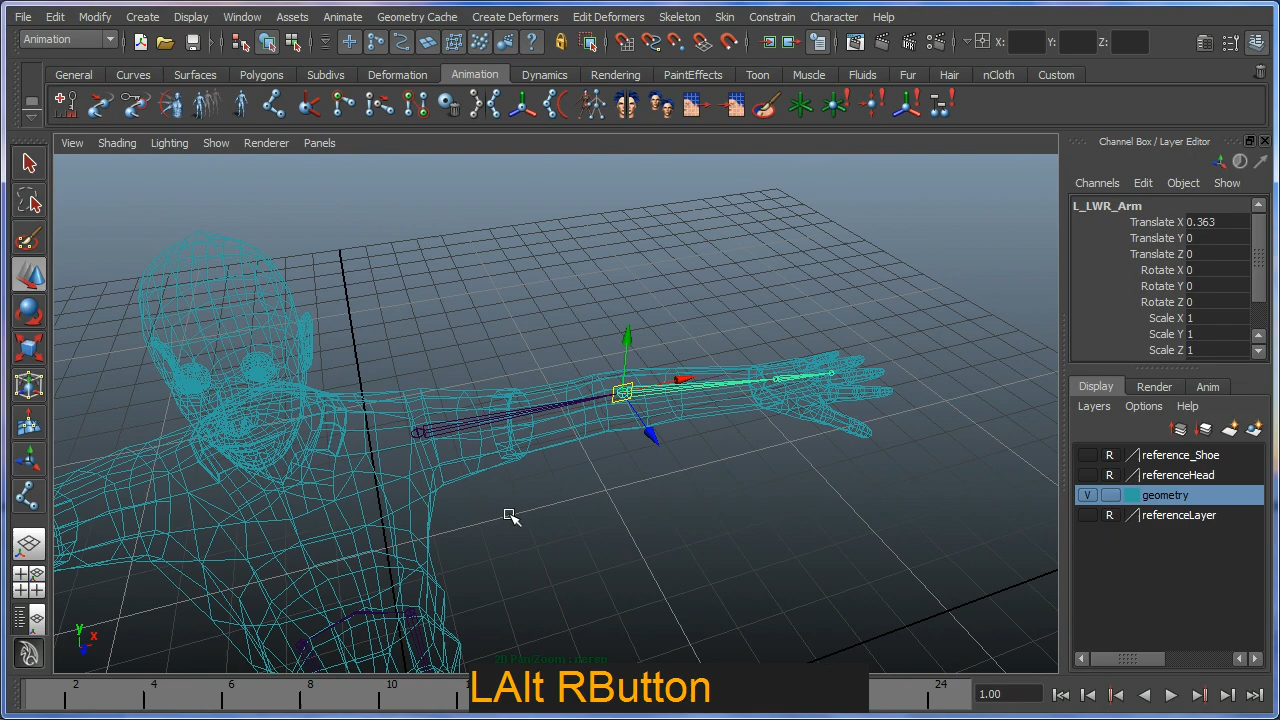 File Edit Modify Create Display Window Assets Animate Geometry Cache Create Deformers Edit Deformers Skeleton Skin Constrain Character Help
Animation X: Y: Z:
General Curves Surfaces Polygons Subdivs Deformation Animation Dynamics Rendering PaintEffects Toon Muscle Fluids Fur Hair nCloth Custom
View Shading Lighting Show Renderer Panels
Channel Box / Layer Editor
Channels Edit Object Show
L_LWR_Arm
Translate X 0.363
Translate Y 0
Translate Z 0
Rotate X 0
Rotate Y 0
Rotate Z 0
Scale X 1
Scale Y 1
Scale Z 1
Display Render Anim
Layers Options Help
R reference_Shoe
R referenceHead
V geometry
R referenceLayer
y
x
2D Pan/Zoom : persp
LAlt RButton
2 4 6 8 10 24 1.00